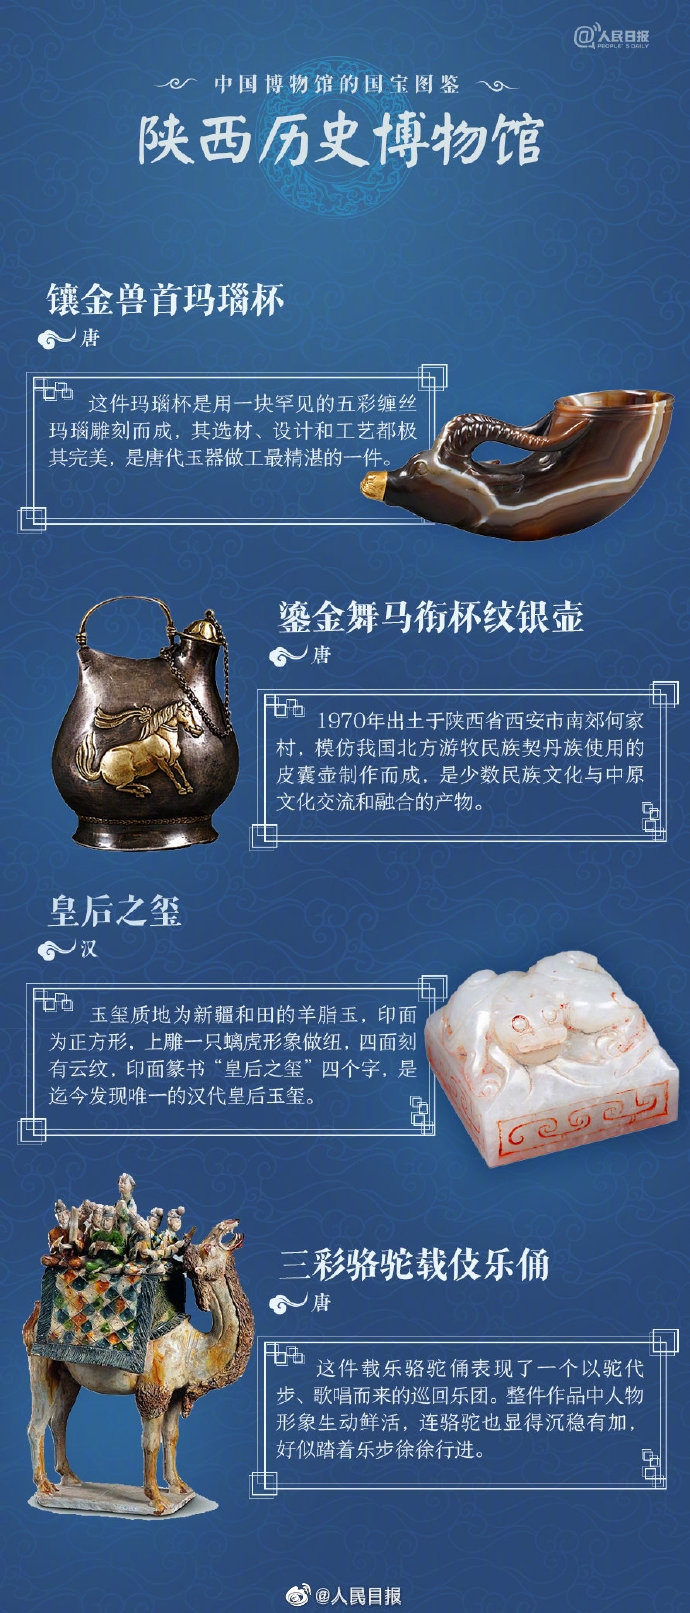 @人民日报
PEOPLE'S DAILY
中国博物馆的国宝图鉴
陕西历史博物馆
镶金兽首玛瑙杯
唐
这件玛瑙杯是用一块罕见的五彩缠丝
玛瑙雕刻而成，其选材、设计和工艺都极
其完美，是唐代玉器做工最精湛的一件。
鎏金舞马衔杯纹银壶
唐
1970年出土于陕西省西安市南郊何家
村，模仿我国北方游牧民族契丹族使用的
皮囊壶制作而成，是少数民族文化与中原
文化交流和融合的产物。
皇后之玺
汉
玉玺质地为新疆和田的羊脂玉，印面
为正方形，上雕一只螭虎形象做纽，四面刻
有云纹，印面篆书“皇后之玺”四个字，是
迄今发现唯一的汉代皇后玉玺。
三彩骆驼载伎乐俑
唐
这件载乐骆驼俑表现了一个以驼代
步、歌唱而来的巡回乐团。整件作品中人物
形象生动鲜活，连骆驼也显得沉稳有加，
好似踏着乐步徐徐行进。
@人民日报